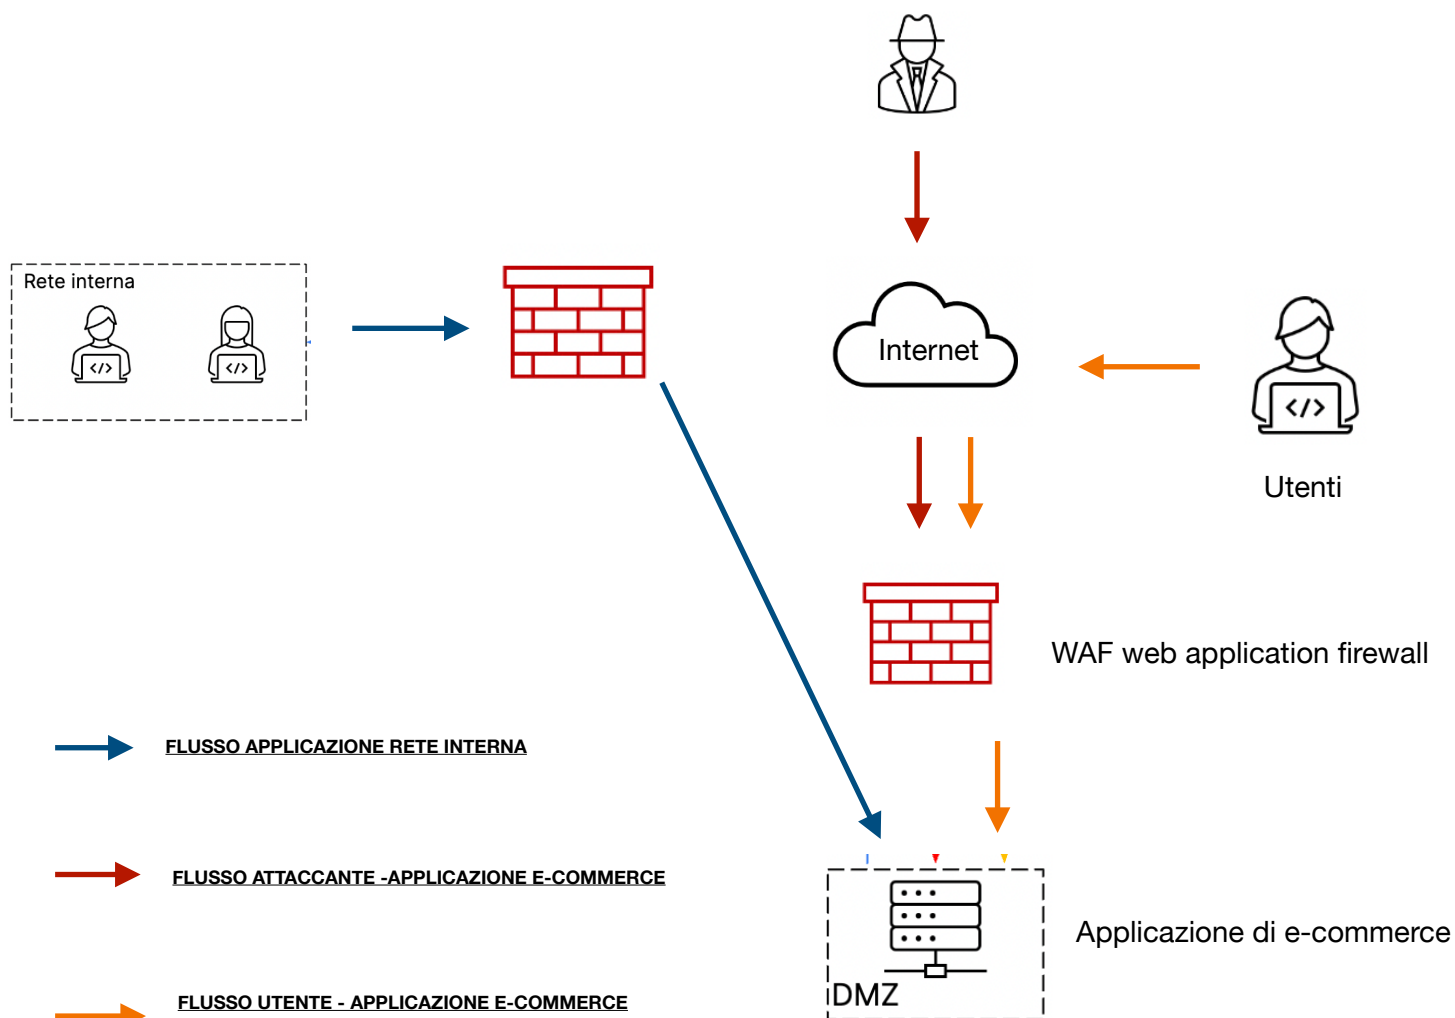 Rete interna
</>
</>
Internet
</>
Utenti
WAF web application firewall
FLUSSO APPLICAZIONE RETE INTERNA
FLUSSO ATTACCANTE -APPLICAZIONE E-COMMERCE
Applicazione di e-commerce
DMZ
FLUSSO UTENTE - APPLICAZIONE E-COMMERCE